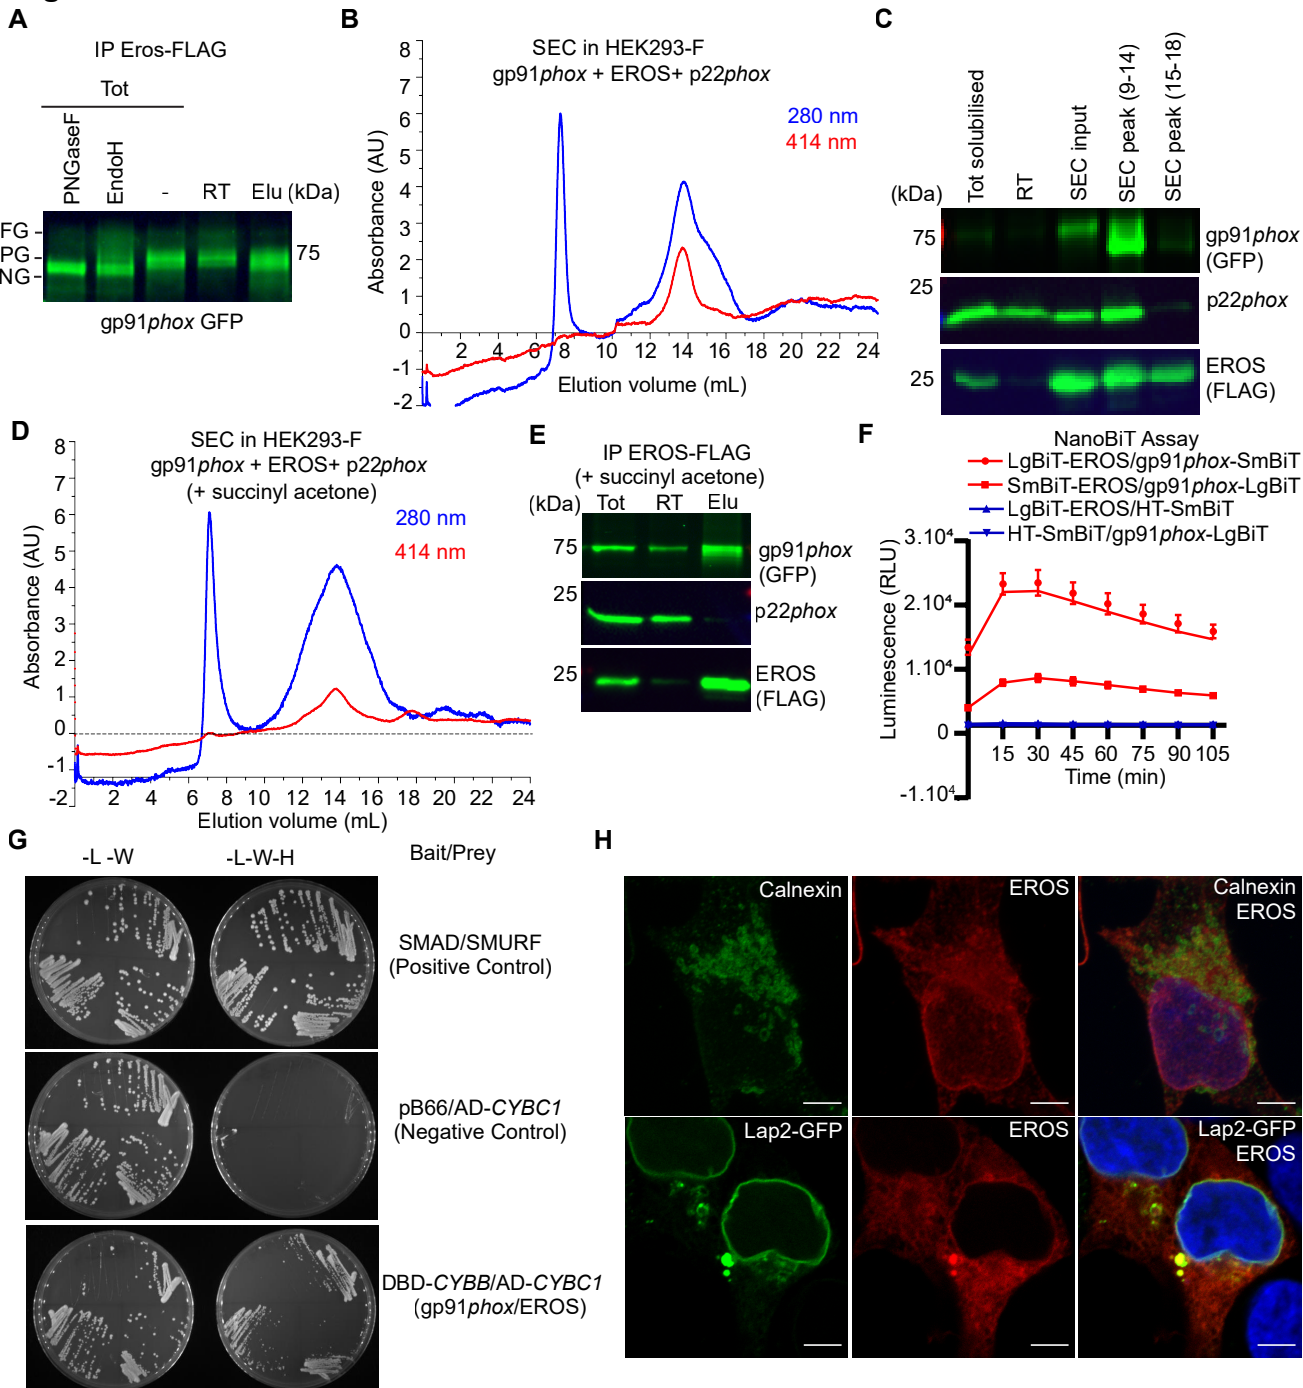 A
IP Eros-FLAG
Tot
PNGaseF
EndoH
-
RT
Elu (kDa)
FG
PG
NG
75
gp91phox GFP
B
SEC in HEK293-F
gp91phox + EROS+ p22phox
280 nm
414 nm
Absorbance (AU)
8
7
6
5
4
3
2
1
0
-1
-2
2 4 6 8 10 12 14 16 18 20 22 24
Elution volume (mL)
C
(kDa)
Tot solubilised
RT
SEC input
SEC peak (9-14)
SEC peak (15-18)
75
gp91phox
(GFP)
25
p22phox
25
EROS
(FLAG)
D
SEC in HEK293-F
gp91phox + EROS+ p22phox
(+ succinyl acetone)
280 nm
414 nm
Absorbance (AU)
8
7
6
5
4
3
2
1
0
-1
-2
2 4 6 8 10 12 14 16 18 20 22 24
Elution volume (mL)
E
IP EROS-FLAG
(+ succinyl acetone)
(kDa) Tot RT Elu
75
gp91phox
(GFP)
25
p22phox
25
EROS
(FLAG)
F
NanoBiT Assay
LgBiT-EROS/gp91phox-SmBiT
SmBiT-EROS/gp91phox-LgBiT
LgBiT-EROS/HT-SmBiT
HT-SmBiT/gp91phox-LgBiT
Luminescence (RLU)
3.10⁴
2.10⁴
1.10⁴
0
-1.10⁴
15 30 45 60 75 90 105
Time (min)
G
-L -W
-L-W-H
Bait/Prey
SMAD/SMURF
(Positive Control)
pB66/AD-CYBC1
(Negative Control)
DBD-CYBB/AD-CYBC1
(gp91phox/EROS)
H
Calnexin
EROS
Calnexin
EROS
Lap2-GFP
EROS
Lap2-GFP
EROS